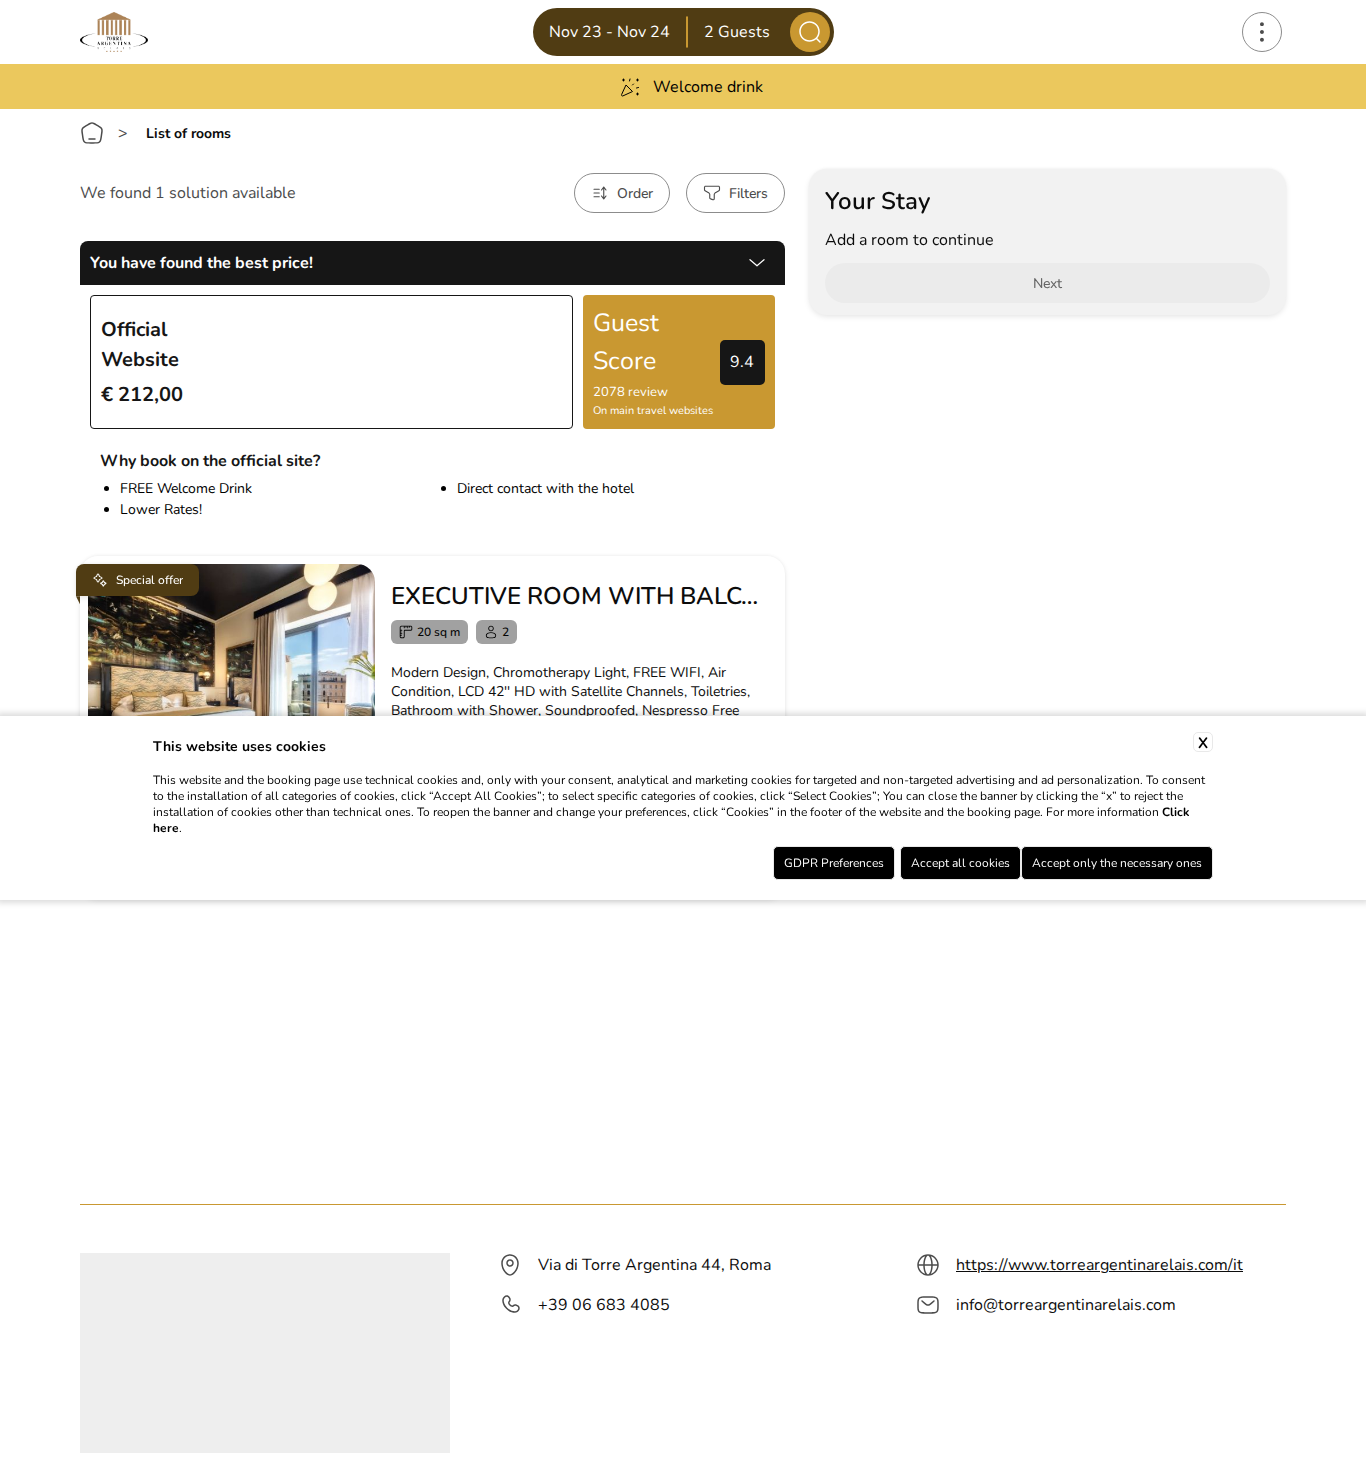 TORRE
ARGENTINA
Nov 23 - Nov 24
2 Guests
Welcome drink
> List of rooms
We found 1 solution available
Order
Filters
Your Stay
Add a room to continue
Next
You have found the best price!
Official
Website
€ 212,00
Guest
Score
9.4
2078 review
On main travel websites
Why book on the official site?
FREE Welcome Drink
Lower Rates!
Direct contact with the hotel
Special offer
EXECUTIVE ROOM WITH BALC...
20 sq m
2
Modern Design, Chromotherapy Light, FREE WIFI, Air
Condition, LCD 42'' HD with Satellite Channels, Toiletries,
Bathroom with Shower, Soundproofed, Nespresso Free
This website uses cookies
X
This website and the booking page use technical cookies and, only with your consent, analytical and marketing cookies for targeted and non-targeted advertising and ad personalization. To consent
to the installation of all categories of cookies, click “Accept All Cookies”; to select specific categories of cookies, click “Select Cookies”; You can close the banner by clicking the “x” to reject the
installation of cookies other than technical ones. To reopen the banner and change your preferences, click “Cookies” in the footer of the website and the booking page. For more information Click
here.
GDPR Preferences
Accept all cookies
Accept only the necessary ones
Via di Torre Argentina 44, Roma
+39 06 683 4085
https://www.torreargentinarelais.com/it
info@torreargentinarelais.com